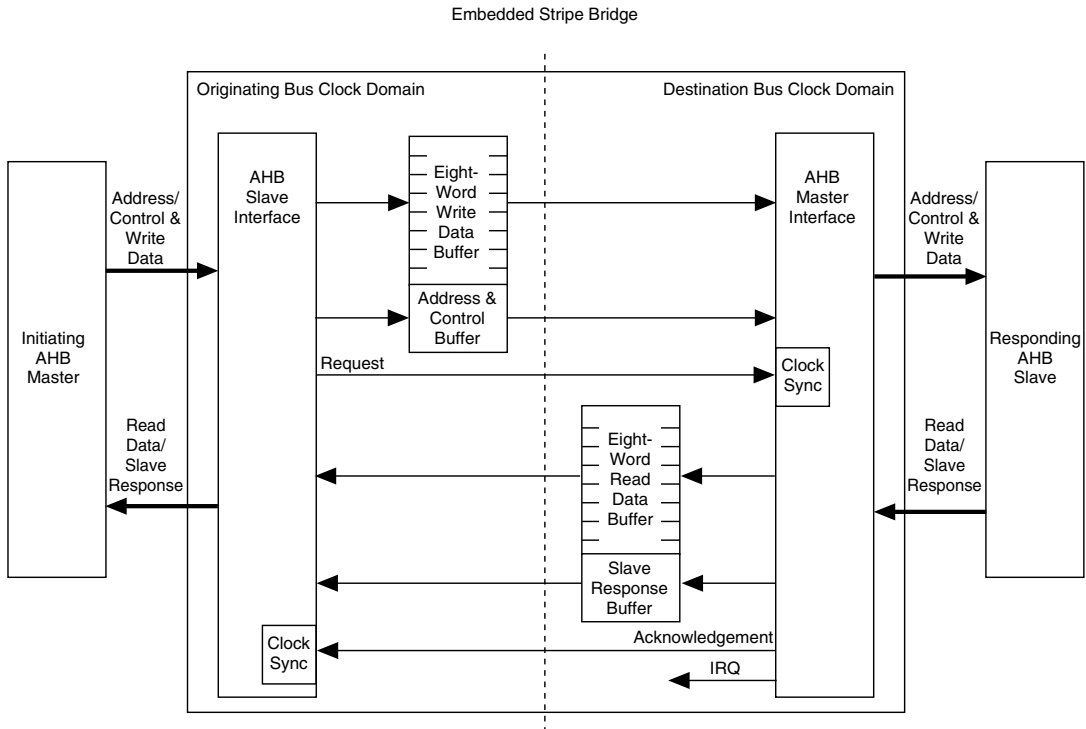 Embedded Stripe Bridge
Originating Bus Clock Domain
Destination Bus Clock Domain
Initiating
AHB
Master
Address/
Control &
Write
Data
Read
Data/
Slave
Response
AHB
Slave
Interface
Eight-
Word
Write
Data
Buffer
Address &
Control
Buffer
Request
Clock
Sync
Eight-
Word
Read
Data
Buffer
Slave
Response
Buffer
Acknowledgement
IRQ
Clock
Sync
AHB
Master
Interface
Address/
Control &
Write
Data
Read
Data/
Slave
Response
Responding
AHB
Slave